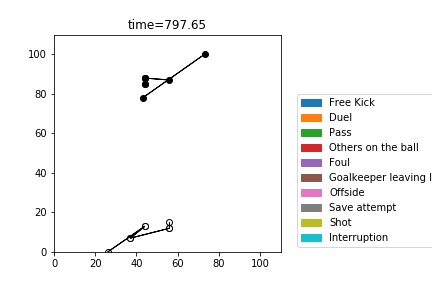 time=797.65
100
80
60
40
20
0
0 20 40 60 80 100
Free Kick
Duel
Pass
Others on the ball
Foul
Goalkeeper leaving l
Offside
Save attempt
Shot
Interruption